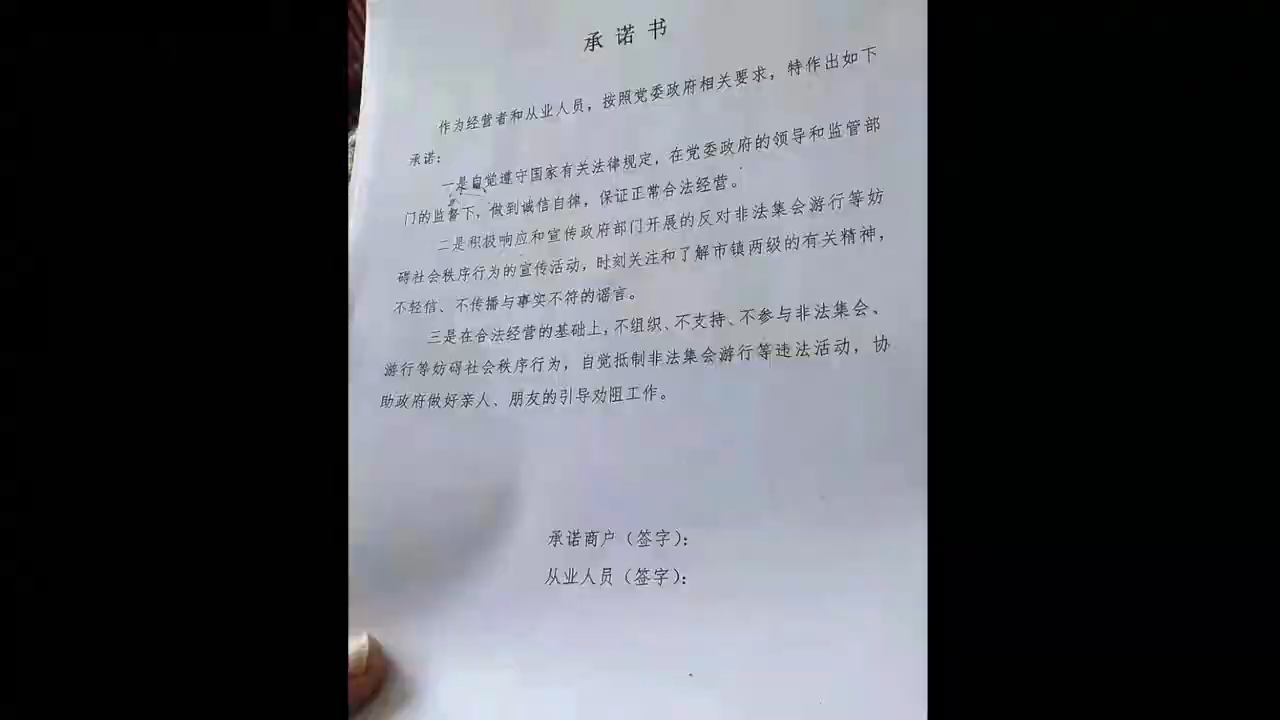 承诺书
作为经营者和从业人员，按照党委政府相关要求，特作出如下
承诺：
一是自觉遵守国家有关法律规定，在党委政府的领导和监管部
门的监督下，做到诚信自律，保证正常合法经营。
二是积极响应和宣传政府部门开展的反对非法集会游行等妨
碍社会秩序行为的宣传活动，时刻关注和了解市镇两级的有关精神，
不轻信、不传播与事实不符的谣言。
三是在合法经营的基础上，不组织、不支持、不参与非法集会、
游行等妨碍社会秩序行为，自觉抵制非法集会游行等违法活动，协
助政府做好亲人、朋友的引导劝阻工作。
承诺商户（签字）：
从业人员（签字）：